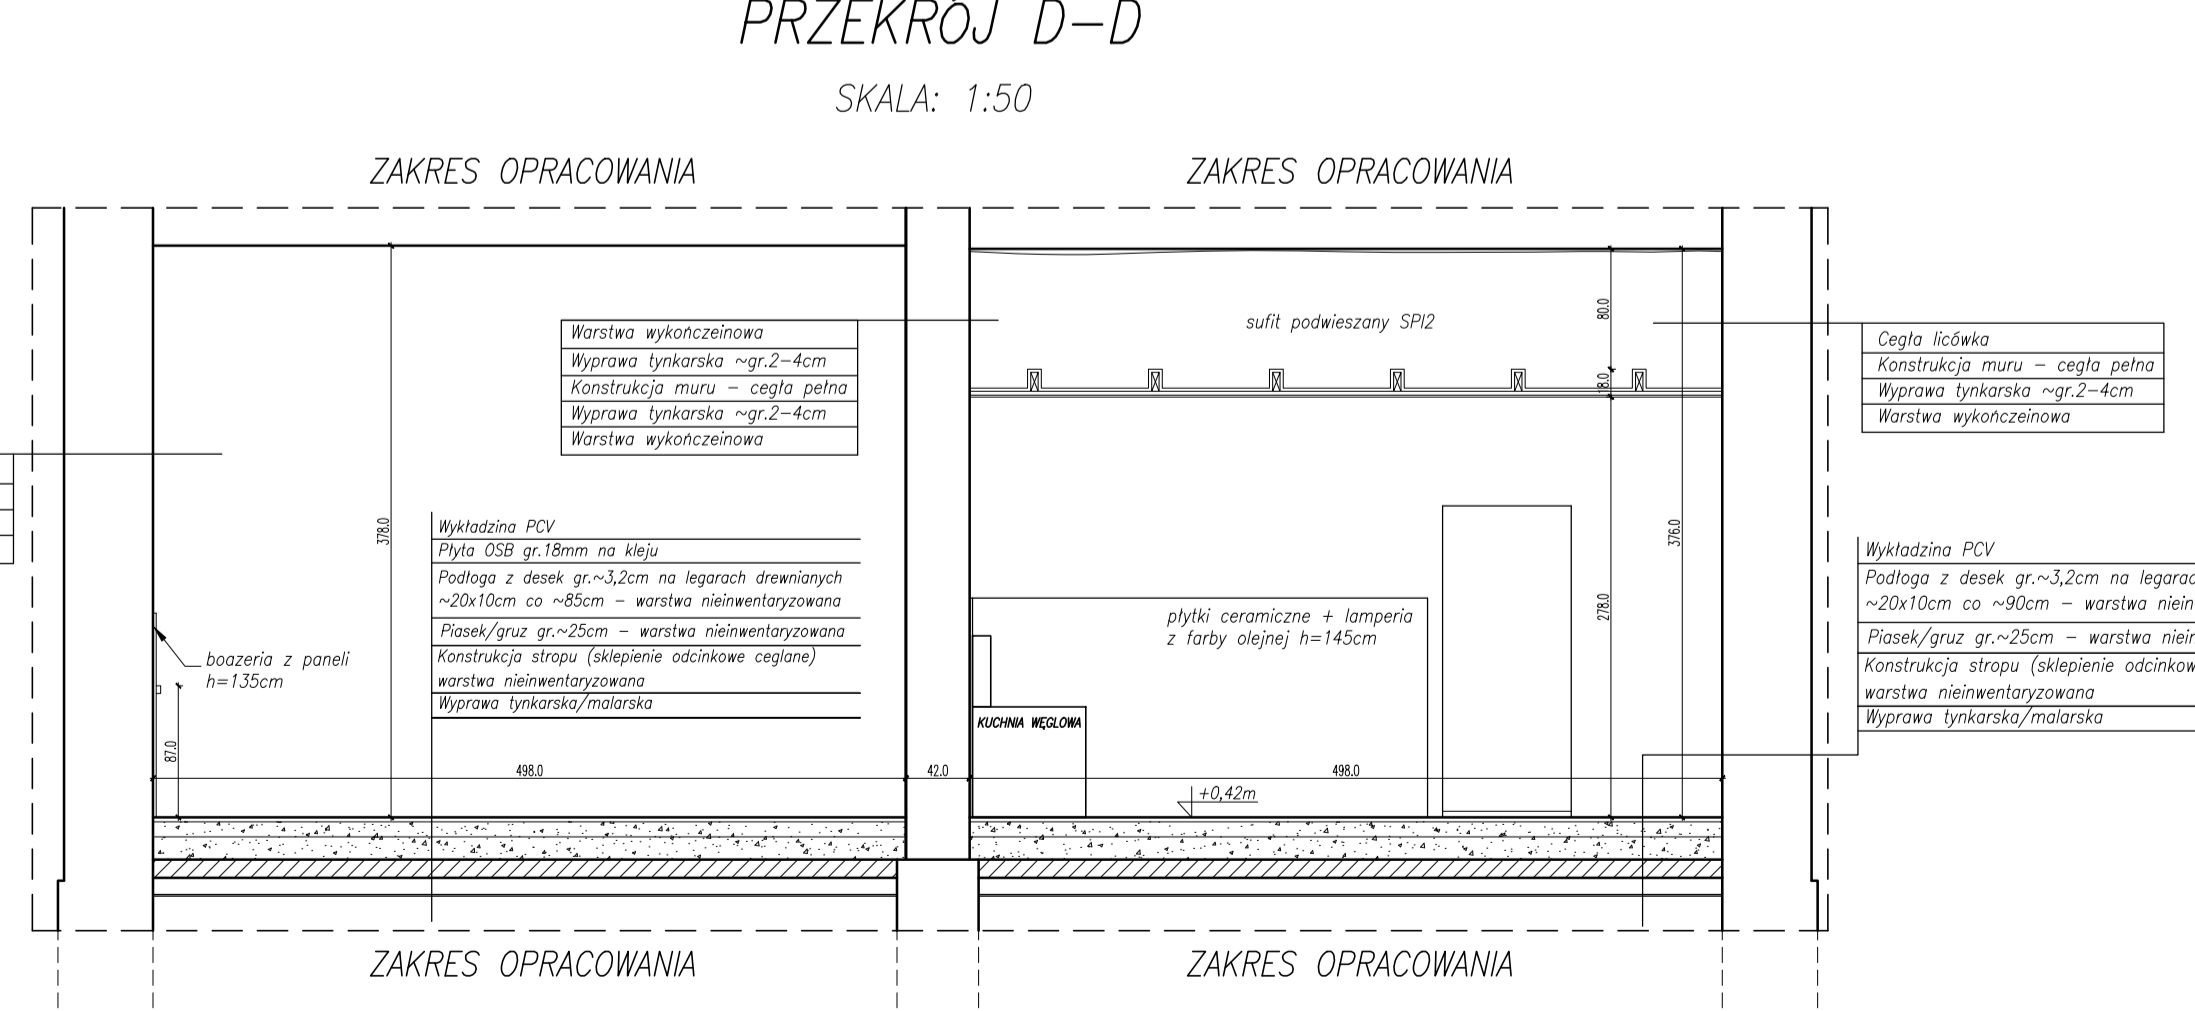 PRZEKRÓJ D-D
SKALA: 1:50
ZAKRES OPRACOWANIA
ZAKRES OPRACOWANIA
Warstwa wykończeinowa
Wyprawa tynkarska ~gr.2-4cm
Konstrukcja muru - cegła pełna
Wyprawa tynkarska ~gr.2-4cm
Warstwa wykończeinowa
sufit podwieszany SPI2
80.0
18.0
Cegła licówka
Konstrukcja muru - cegła pełna
Wyprawa tynkarska ~gr.2-4cm
Warstwa wykończeinowa
378.0
Wykładzina PCV
Płyta OSB gr.18mm na kleju
Podłoga z desek gr.~3,2cm na legarach drewnianych
~20x10cm co ~85cm - warstwa nieinwentaryzowana
Piasek/gruz gr.~25cm - warstwa nieinwentaryzowana
Konstrukcja stropu (sklepienie odcinkowe ceglane)
warstwa nieinwentaryzowana
Wyprawa tynkarska/malarska
376.0
278.0
płytki ceramiczne + lamperia
z farby olejnej h=145cm
Wykładzina PCV
Podłoga z desek gr.~3,2cm na legarac
~20x10cm co ~90cm - warstwa niein
Piasek/gruz gr.~25cm - warstwa niein
Konstrukcja stropu (sklepienie odcinkow
warstwa nieinwentaryzowana
Wyprawa tynkarska/malarska
boazeria z paneli
h=135cm
87.0
KUCHNIA WĘGLOWA
498.0
42.0
498.0
+0,42m
ZAKRES OPRACOWANIA
ZAKRES OPRACOWANIA